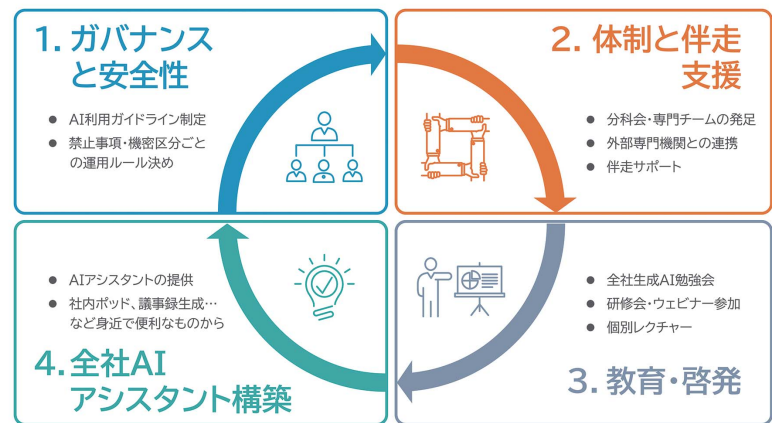 1. ガバナンス
と安全性
● AI利用ガイドライン制定
● 禁止事項・機密区分ごと
の運用ルール決め
2. 体制と伴走
支援
● 分科会・専門チームの発足
● 外部専門機関との連携
● 伴走サポート
● 全社生成AI勉強会
● 研修会・ウェビナー参加
● 個別レクチャー
3. 教育・啓発
● AIアシスタントの提供
● 社内ポッド、議事録生成…
など身近で便利なものから
4. 全社AI
アシスタント構築